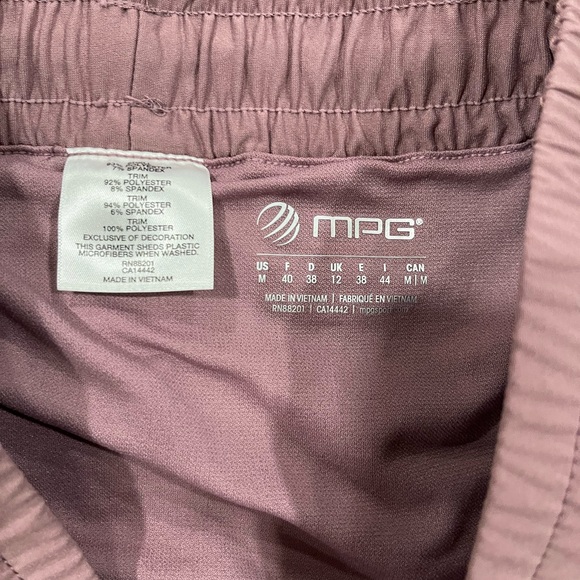 7% SPANDEX
TRIM
92% POLYESTER
8% SPANDEX
TRIM
94% POLYESTER
6% SPANDEX
TRIM
100% POLYESTER
EXCLUSIVE OF DECORATION
THIS GARMENT SHEDS PLASTIC
MICROFIBERS WHEN WASHED.
RN88201
CA14442
MADE IN VIETNAM
MPG®
US F D UK E I CAN
M 40 38 12 38 44 M|M
MADE IN VIETNAM | FABRIQUÉ EN VIETNAM
RN88201 | CA14442 |